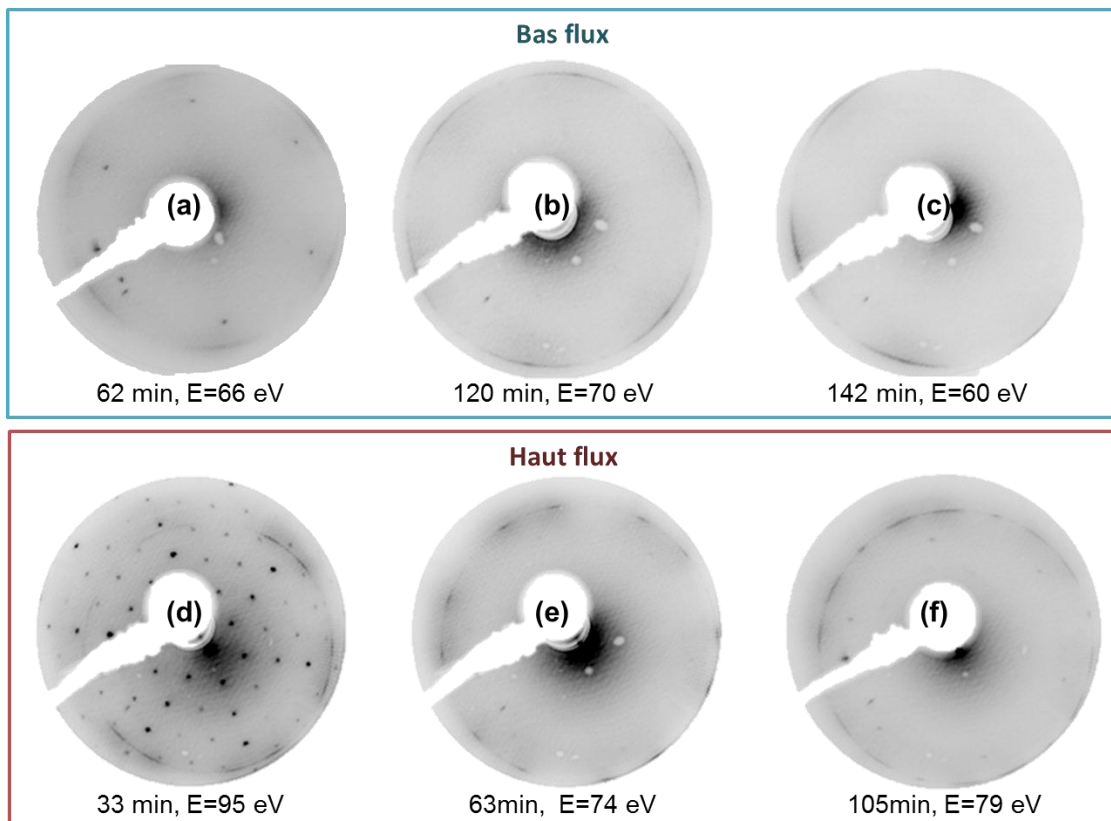 Bas flux
(a) (b) (c)
62 min, E=66 eV 120 min, E=70 eV 142 min, E=60 eV
Haut flux
(d) (e) (f)
33 min, E=95 eV 63min, E=74 eV 105min, E=79 eV